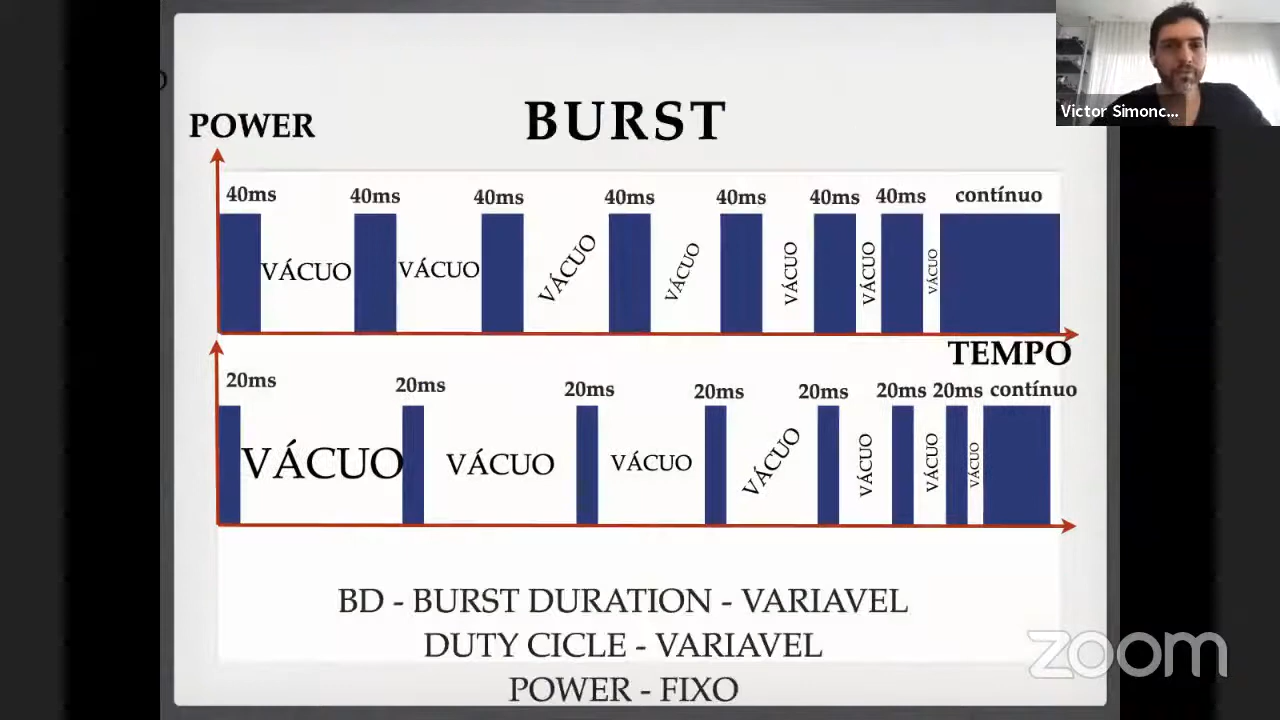 BURST
POWER
Victor Simonc...
40ms 40ms 40ms 40ms 40ms 40ms 40ms contínuo
VÁCUO VÁCUO VÁCUO VÁCUO VÁCUO VÁCUO VÁCUO
TEMPO
20ms 20ms 20ms 20ms 20ms 20ms 20ms contínuo
VÁCUO VÁCUO VÁCUO VÁCUO VÁCUO VÁCUO VÁCUO
BD - BURST DURATION - VARIAVEL
DUTY CICLE - VARIAVEL
POWER - FIXO
zoom